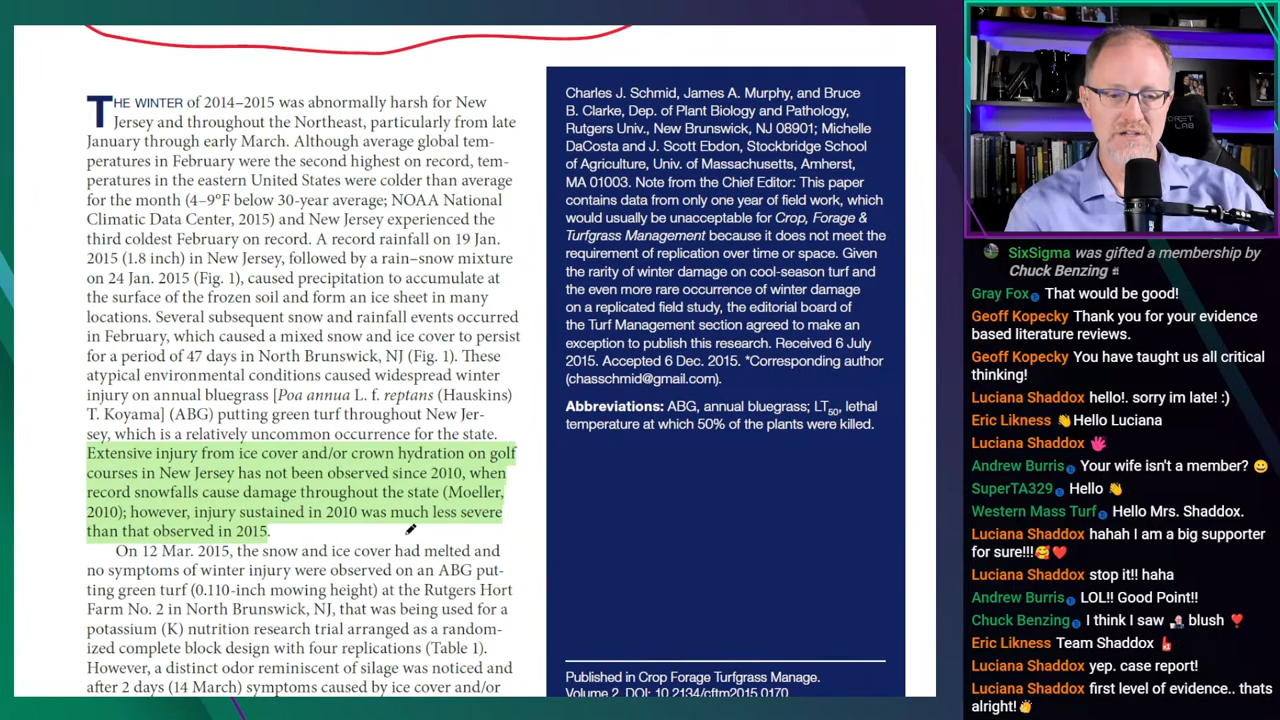 THE WINTER of 2014–2015 was abnormally harsh for New
Jersey and throughout the Northeast, particularly from late
January through early March. Although average global tem-
peratures in February were the second highest on record, tem-
peratures in the eastern United States were colder than average
for the month (4–9°F below 30-year average; NOAA National
Climatic Data Center, 2015) and New Jersey experienced the
third coldest February on record. A record rainfall on 19 Jan.
2015 (1.8 inch) in New Jersey, followed by a rain–snow mixture
on 24 Jan. 2015 (Fig. 1), caused precipitation to accumulate at
the surface of the frozen soil and form an ice sheet in many
locations. Several subsequent snow and rainfall events occurred
in February, which caused a mixed snow and ice cover to persist
for a period of 47 days in North Brunswick, NJ (Fig. 1). These
atypical environmental conditions caused widespread winter
injury on annual bluegrass [Poa annua L. f. reptans (Hauskins)
T. Koyama] (ABG) putting green turf throughout New Jer-
sey, which is a relatively uncommon occurrence for the state.
Extensive injury from ice cover and/or crown hydration on golf
courses in New Jersey has not been observed since 2010, when
record snowfalls cause damage throughout the state (Moeller,
2010); however, injury sustained in 2010 was much less severe
than that observed in 2015.
On 12 Mar. 2015, the snow and ice cover had melted and
no symptoms of winter injury were observed on an ABG put-
ting green turf (0.110-inch mowing height) at the Rutgers Hort
Farm No. 2 in North Brunswick, NJ, that was being used for a
potassium (K) nutrition research trial arranged as a random-
ized complete block design with four replications (Table 1).
However, a distinct odor reminiscent of silage was noticed and
after 2 days (14 March) symptoms caused by ice cover and/or
Charles J. Schmid, James A. Murphy, and Bruce
B. Clarke, Dep. of Plant Biology and Pathology,
Rutgers Univ., New Brunswick, NJ 08901; Michelle
DaCosta and J. Scott Ebdon, Stockbridge School
of Agriculture, Univ. of Massachusetts, Amherst,
MA 01003. Note from the Chief Editor: This paper
contains data from only one year of field work, which
would usually be unacceptable for Crop, Forage &
Turfgrass Management because it does not meet the
requirement of replication over time or space. Given
the rarity of winter damage on cool-season turf and
the even more rare occurrence of winter damage
on a replicated field study, the editorial board of
the Turf Management section agreed to make an
exception to publish this research. Received 6 July
2015. Accepted 6 Dec. 2015. *Corresponding author
(chasschmid@gmail.com).
Abbreviations: ABG, annual bluegrass; LT50, lethal
temperature at which 50% of the plants were killed.
Published in Crop Forage Turfgrass Manage.
Volume 2. DOI: 10.2134/cftm2015.0170
SixSigma was gifted a membership by
Chuck Benzing
Gray Fox That would be good!
Geoff Kopecky Thank you for your evidence
based literature reviews.
Geoff Kopecky You have taught us all critical
thinking!
Luciana Shaddox hello!. sorry im late! :)
Eric Likness 👋Hello Luciana
Luciana Shaddox 🖐
Andrew Burris Your wife isn't a member? 😀
SuperTA329 Hello 👋
Western Mass Turf Hello Mrs. Shaddox.
Luciana Shaddox hahah I am a big supporter
for sure!!!🥰❤️
Luciana Shaddox stop it!! haha
Andrew Burris LOL!! Good Point!!
Chuck Benzing I think I saw blush ❣️
Eric Likness Team Shaddox
Luciana Shaddox yep. case report!
Luciana Shaddox first level of evidence.. thats
alright!👏